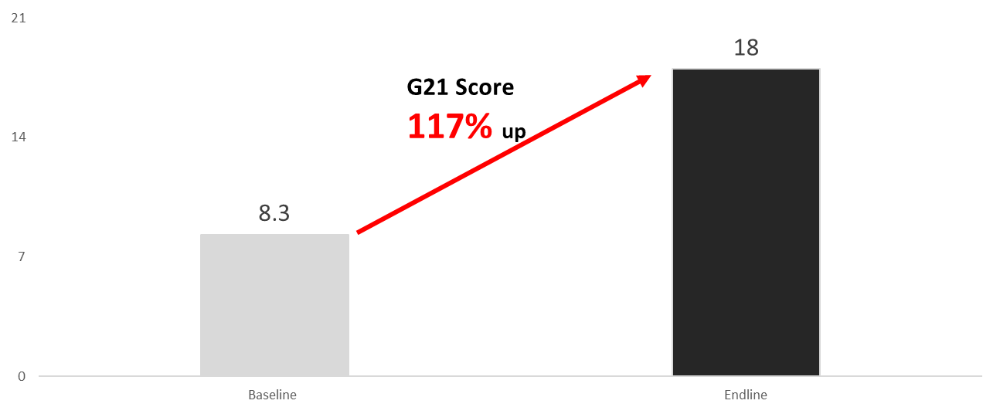 21
18
G21 Score
117% up
14
8.3
7
0
Baseline Endline